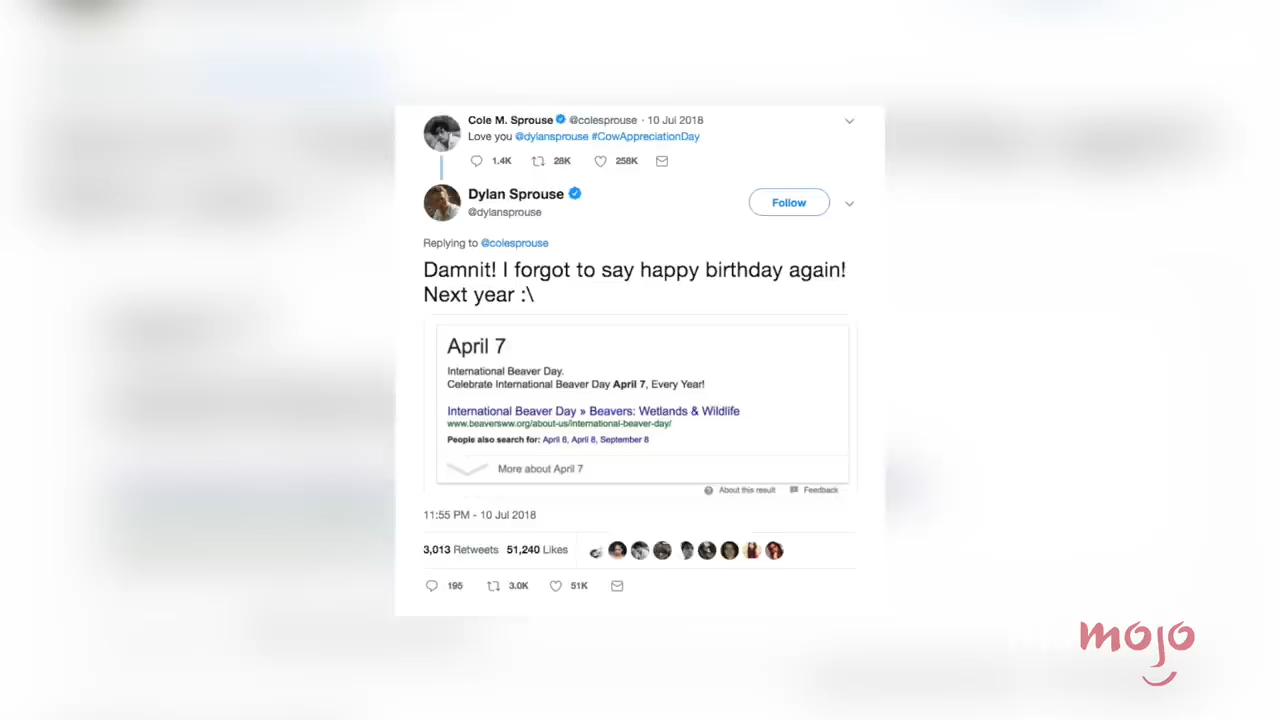 Cole M. Sprouse @colesprouse · 10 Jul 2018
Love you @dylansprouse #CowAppreciationDay
1.4K 28K 258K
Dylan Sprouse
@dylansprouse
Follow
Replying to @colesprouse
Damnit! I forgot to say happy birthday again!
Next year :\
April 7
International Beaver Day.
Celebrate International Beaver Day April 7, Every Year!
International Beaver Day » Beavers: Wetlands & Wildlife
www.beaversww.org/about-us/international-beaver-day/
People also search for: April 6, April 8, September 8
More about April 7
About this result Feedback
11:55 PM - 10 Jul 2018
3,013 Retweets 51,240 Likes
195 3.0K 51K
mojo